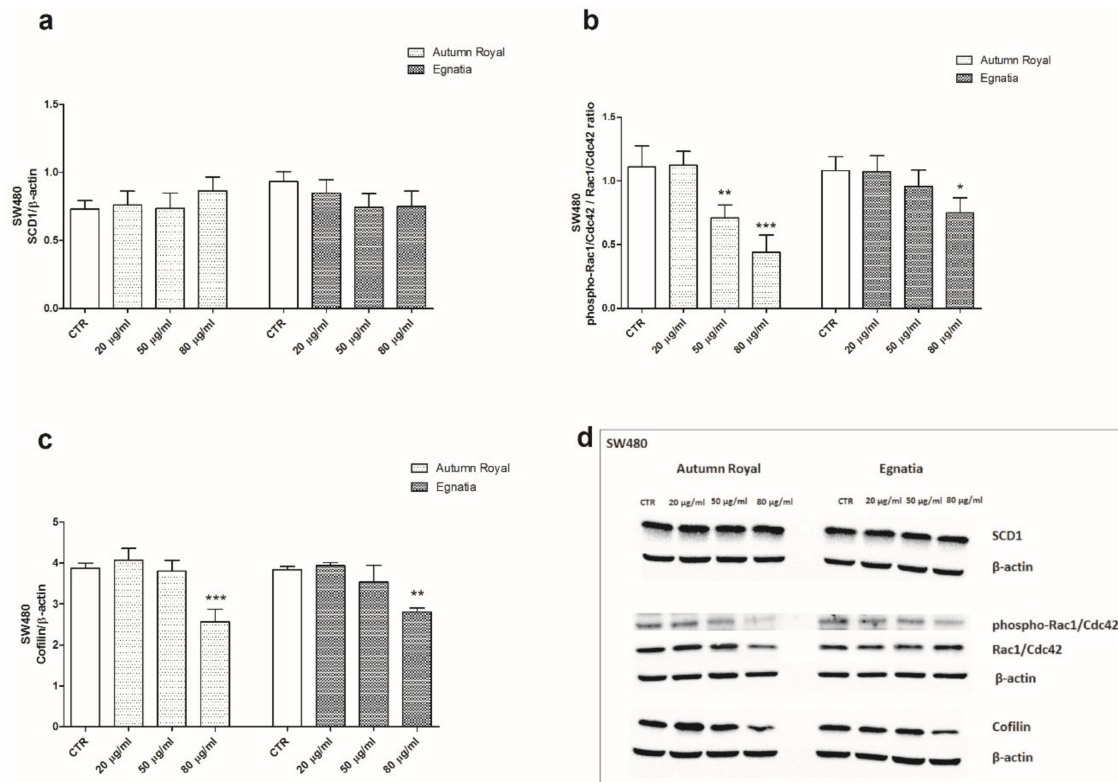 a
Autumn Royal
Egnatia
SW480
SCD1/β-actin
1.5
1.0
0.5
0.0
CTR
20 µg/ml
50 µg/ml
80 µg/ml
CTR
20 µg/ml
50 µg/ml
80 µg/ml
b
Autumn Royal
Egnatia
SW480
phospho-Rac1/Cdc42 / Rac1/Cdc42 ratio
1.5
1.0
0.5
0.0
**
***
*
CTR
20 µg/ml
50 µg/ml
80 µg/ml
CTR
20 µg/ml
50 µg/ml
80 µg/ml
c
Autumn Royal
Egnatia
SW480
Cofilin/β-actin
5
4
3
2
1
0
***
**
CTR
20 µg/ml
50 µg/ml
80 µg/ml
CTR
20 µg/ml
50 µg/ml
80 µg/ml
d
SW480
Autumn Royal Egnatia
CTR 20 µg/ml 50 µg/ml 80 µg/ml CTR 20 µg/ml 50 µg/ml 80 µg/ml
SCD1
β-actin
phospho-Rac1/Cdc42
Rac1/Cdc42
β-actin
Cofilin
β-actin